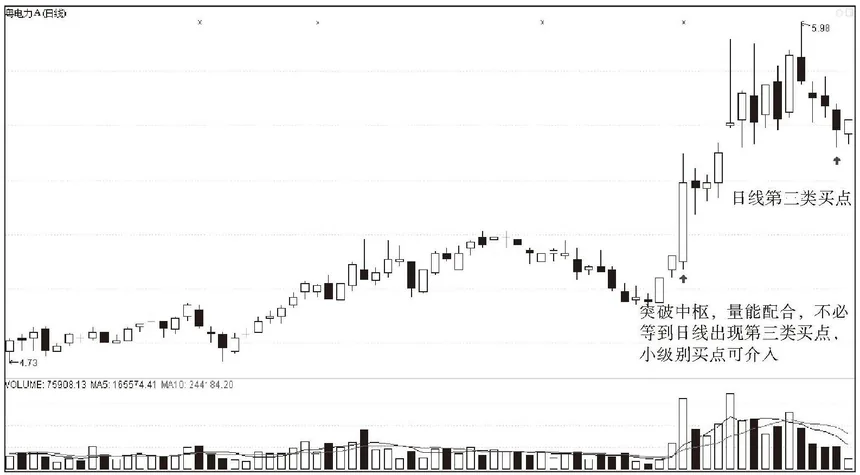 粤电力A(日线)
5.98
日线第三类买点
突破中枢，量能配合，不必
等到日线出现第三类买点，
小级别买点可介入
4.73
VOLUME: 75908.13 MA5: 166574.41 MA10: 244184.20